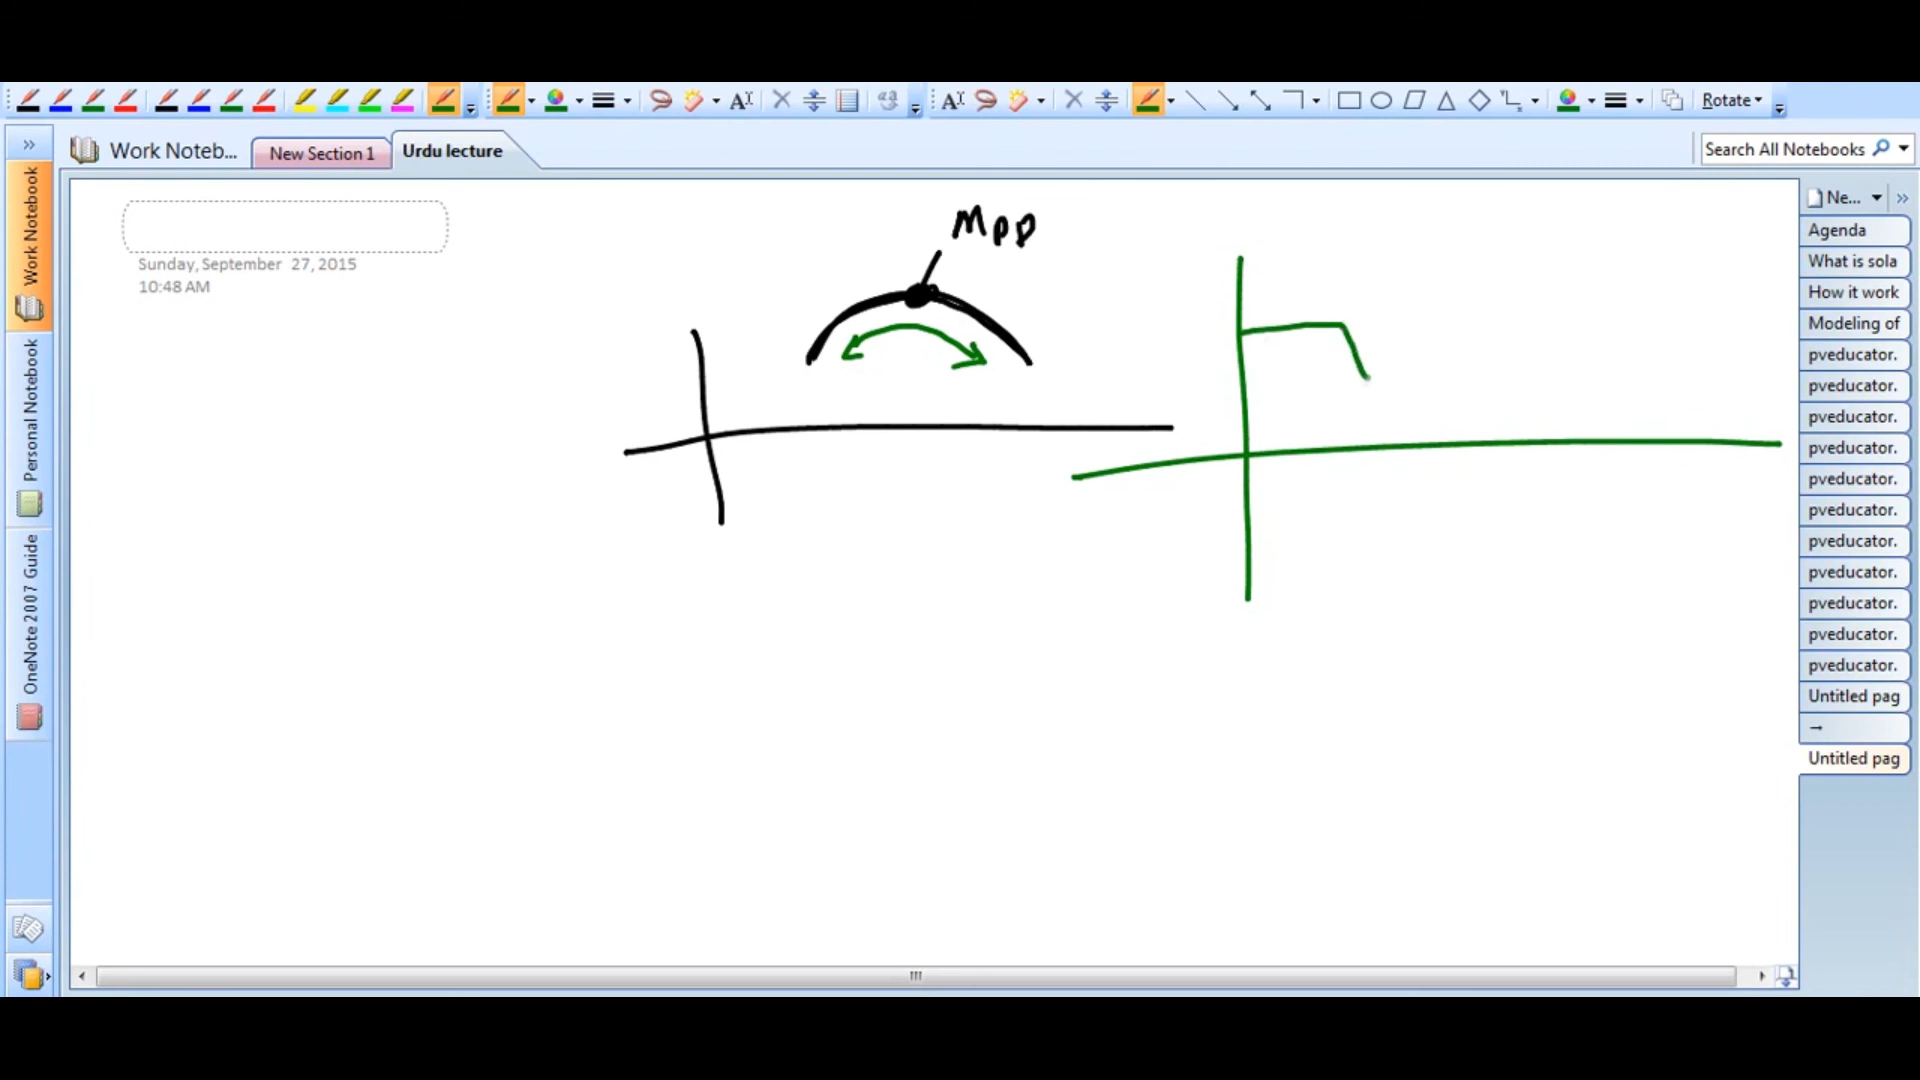 Rotate
Work Noteb...
New Section 1
Urdu lecture
Search All Notebooks
Work Notebook
Personal Notebook
OneNote 2007 Guide
Sunday, September 27, 2015
10:48 AM
MPP
Ne...
Agenda
What is sola
How it work
Modeling of
pveducator.
pveducator.
pveducator.
pveducator.
pveducator.
pveducator.
pveducator.
pveducator.
pveducator.
pveducator.
pveducator.
Untitled pag
→
Untitled pag